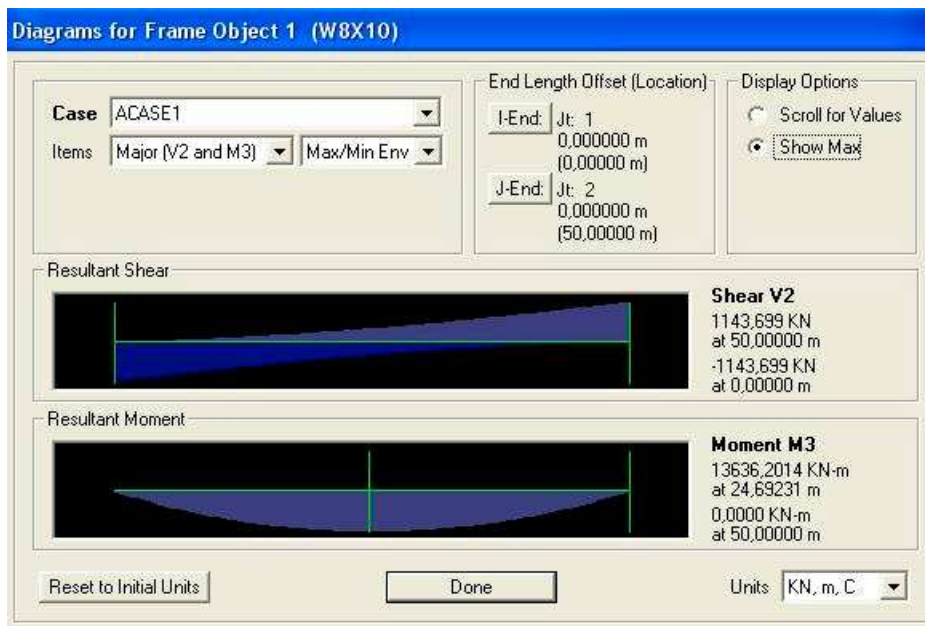 Diagrams for Frame Object 1 (W8X10)
Case ACASE1
Items Major (V2 and M3) Max/Min Env
End Length Offset (Location)
I-End: Jt: 1
0,000000 m
(0,00000 m)
J-End: Jt: 2
0,000000 m
(50,00000 m)
Display Options
Scroll for Values
Show Max
Resultant Shear
Shear V2
1143,699 KN
at 50,00000 m
-1143,699 KN
at 0,00000 m
Resultant Moment
Moment M3
13636,2014 KN-m
at 24,69231 m
0,0000 KN-m
at 50,00000 m
Reset to Initial Units
Done
Units KN, m, C